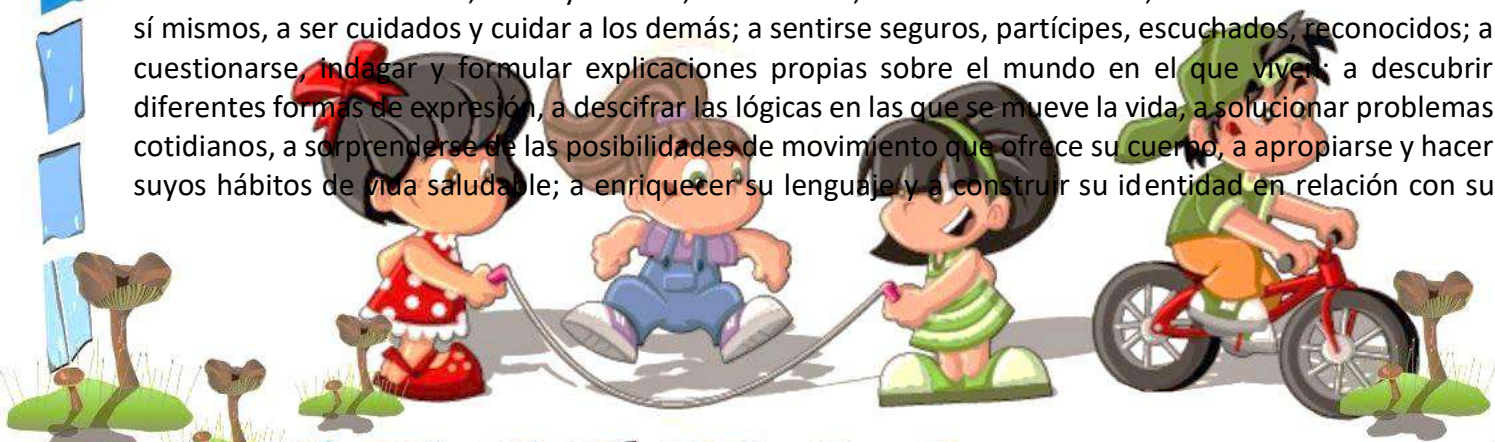 sí mismos, a ser cuidados y cuidar a los demás; a sentirse seguros, partícipes, escuchados, reconocidos; a
cuestionarse, indagar y formular explicaciones propias sobre el mundo en el que viven; a descubrir
diferentes formas de expresión, a descifrar las lógicas en las que se mueve la vida, a solucionar problemas
cotidianos, a sorprenderse de las posibilidades de movimiento que ofrece su cuerpo, a apropiarse y hacer
suyos hábitos de vida saludable; a enriquecer su lenguaje y a construir su identidad en relación con su